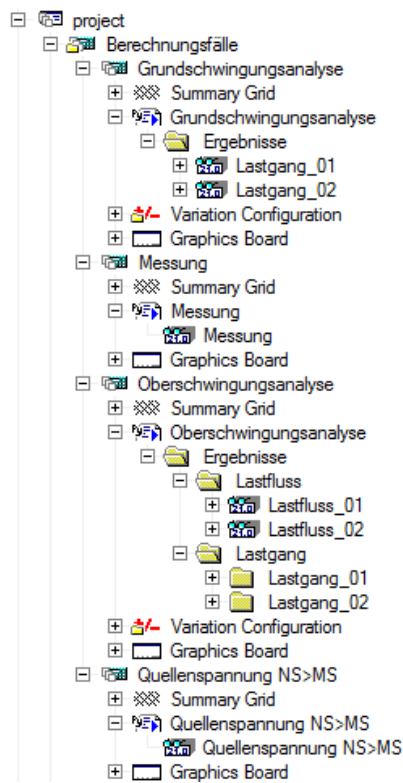 project
Berechnungsfälle
Grundschwingungsanalyse
Summary Grid
Grundschwingungsanalyse
Ergebnisse
Lastgang_01
Lastgang_02
Variation Configuration
Graphics Board
Messung
Summary Grid
Messung
Messung
Graphics Board
Oberschwingungsanalyse
Summary Grid
Oberschwingungsanalyse
Ergebnisse
Lastfluss
Lastfluss_01
Lastfluss_02
Lastgang
Lastgang_01
Lastgang_02
Variation Configuration
Graphics Board
Quellenspannung NS>MS
Summary Grid
Quellenspannung NS>MS
Quellenspannung NS>MS
Graphics Board